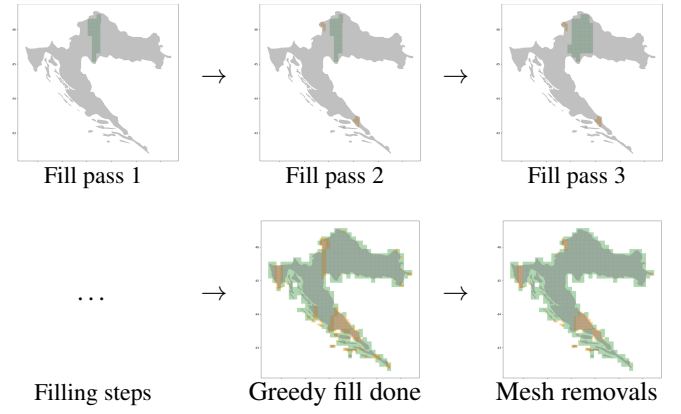 →
→
Fill pass 1
Fill pass 2
Fill pass 3
. . .
→
→
Filling steps
Greedy fill done
Mesh removals